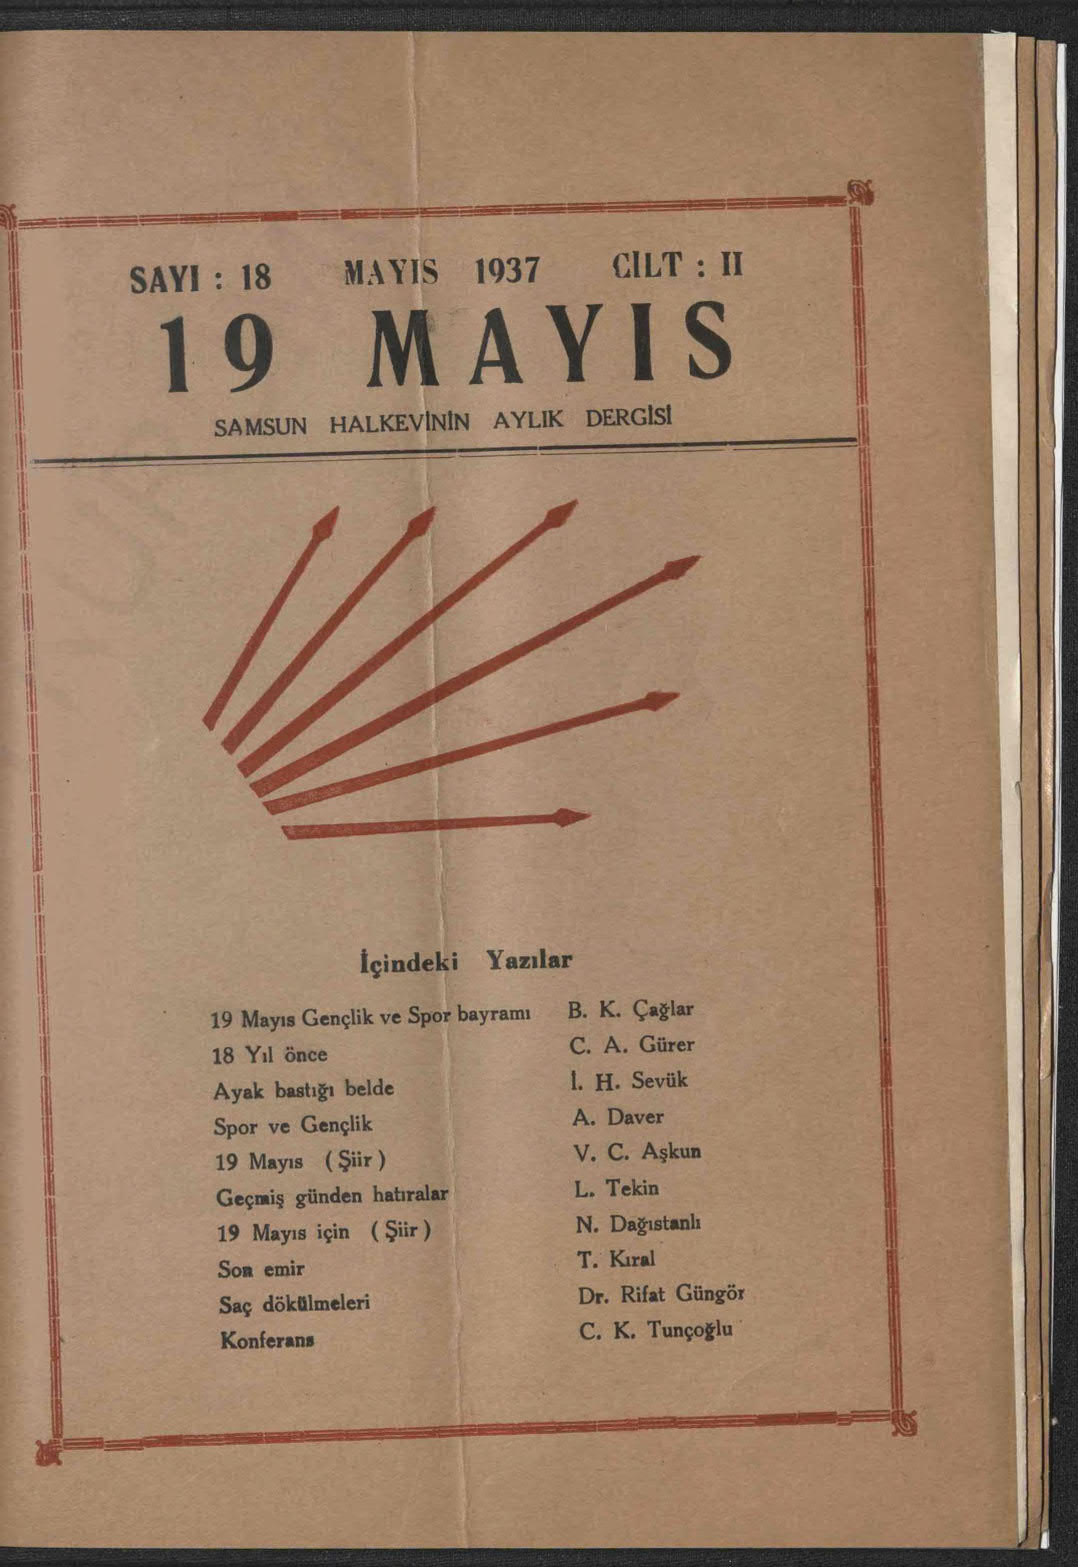 SAYI : 18 MAYIS 1937 CİLT : II
19 MAYIS
SAMSUN HALKEVİNİN AYLIK DERGİSİ
İçindeki Yazılar
19 Mayıs Gençlik ve Spor bayramı B. K. Çağlar
18 Yıl önce C. A. Gürer
Ayak bastığı belde İ. H. Sevük
Spor ve Gençlik A. Daver
19 Mayıs (Şiir) V. C. Aşkun
Geçmiş günden hatıralar L. Tekin
19 Mayıs için (Şiir) N. Dağıstanlı
Son emir T. Kıral
Saç dökülmeleri Dr. Rifat Güngör
Konferans C. K. Tunçoğlu